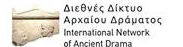 Διεθνές Δίκτυο
Αρχαίου Δράματος
International Network
of Ancient Drama